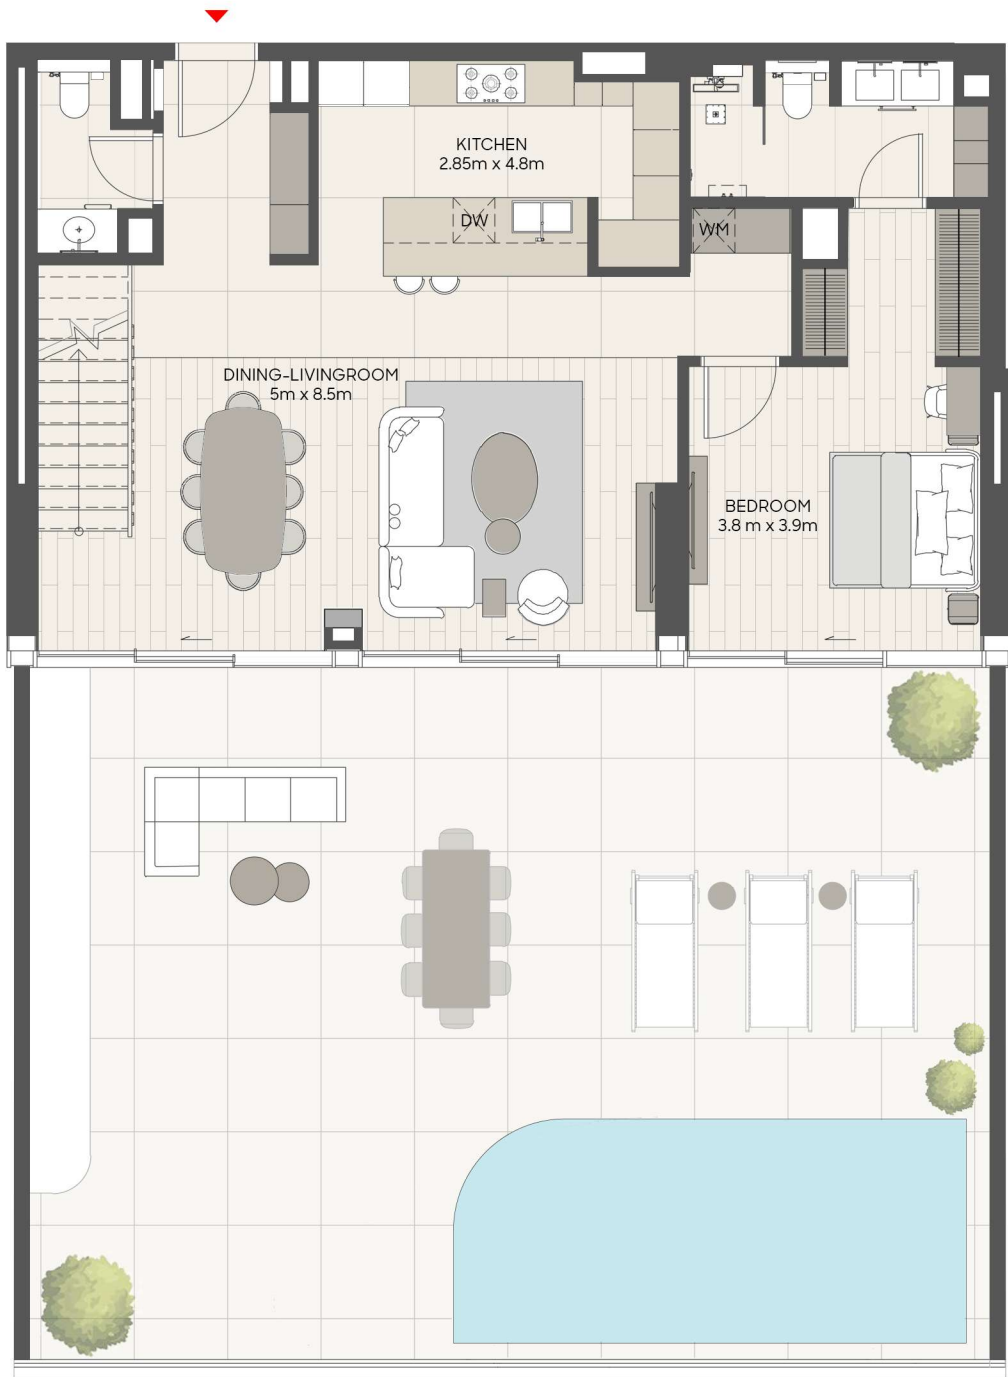 KITCHEN
2.85m x 4.8m
DW
WM
DINING-LIVINGROOM
5m x 8.5m
BEDROOM
3.8 m x 3.9m